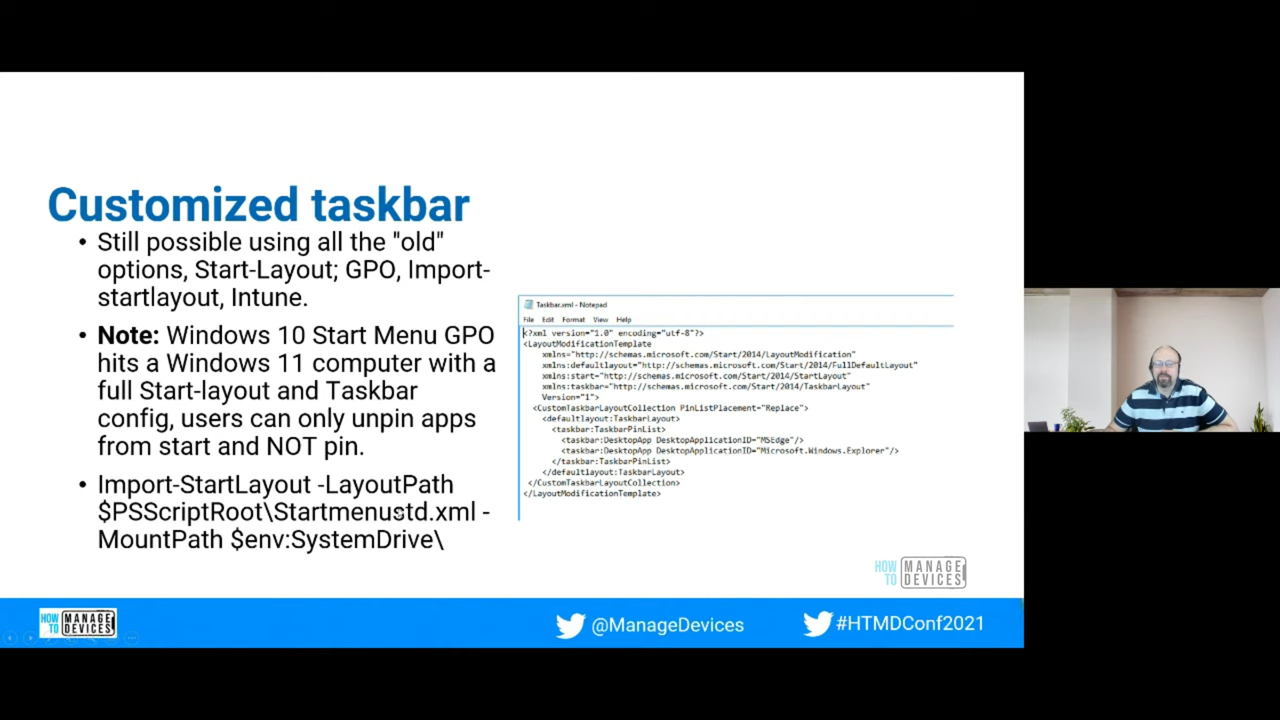 Customized taskbar
• Still possible using all the "old"
options, Start-Layout; GPO, Import-
startlayout, Intune.
• Note: Windows 10 Start Menu GPO
hits a Windows 11 computer with a
full Start-layout and Taskbar
config, users can only unpin apps
from start and NOT pin.
• Import-StartLayout -LayoutPath
$PSScriptRoot\Startmenustd.xml -
MountPath $env:SystemDrive\
Taskbar.xml - Notepad
File Edit Format View Help
<?xml version="1.0" encoding="utf-8"?>
<LayoutModificationTemplate
xmlns="http://schemas.microsoft.com/Start/2014/LayoutModification"
xmlns:defaultlayout="http://schemas.microsoft.com/Start/2014/FullDefaultLayout"
xmlns:start="http://schemas.microsoft.com/Start/2014/StartLayout"
xmlns:taskbar="http://schemas.microsoft.com/Start/2014/TaskbarLayout"
Version="1">
<CustomTaskbarLayoutCollection PinListPlacement="Replace">
<defaultlayout:TaskbarLayout>
<taskbar:TaskbarPinList>
<taskbar:DesktopApp DesktopApplicationID="MSEdge"/>
<taskbar:DesktopApp DesktopApplicationID="Microsoft.Windows.Explorer"/>
</taskbar:TaskbarPinList>
</defaultlayout:TaskbarLayout>
</CustomTaskbarLayoutCollection>
</LayoutModificationTemplate>
HOW TO MANAGE DEVICES
HOW TO MANAGE DEVICES
@ManageDevices
#HTMDConf2021